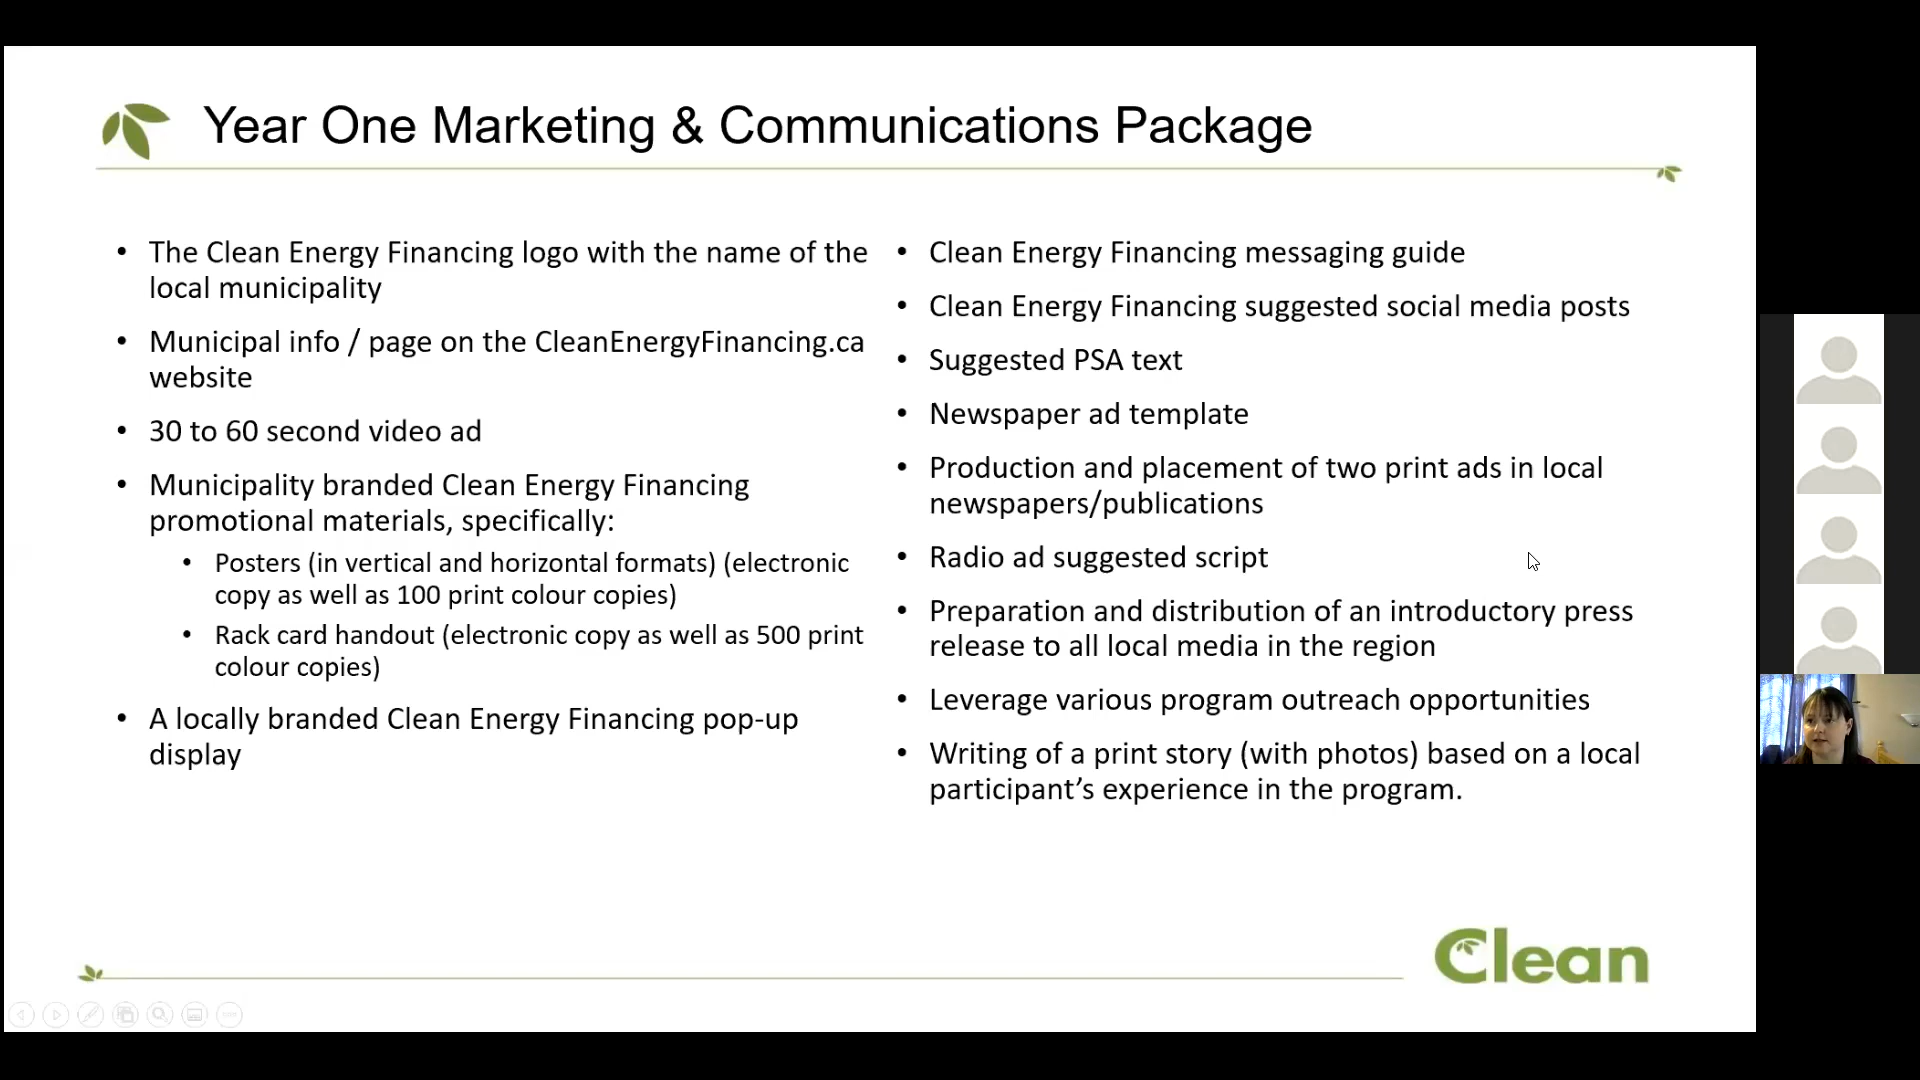 Year One Marketing & Communications Package
• The Clean Energy Financing logo with the name of the
local municipality
• Municipal info / page on the CleanEnergyFinancing.ca
website
• 30 to 60 second video ad
• Municipality branded Clean Energy Financing
promotional materials, specifically:
• Posters (in vertical and horizontal formats) (electronic
copy as well as 100 print colour copies)
• Rack card handout (electronic copy as well as 500 print
colour copies)
• A locally branded Clean Energy Financing pop-up
display
• Clean Energy Financing messaging guide
• Clean Energy Financing suggested social media posts
• Suggested PSA text
• Newspaper ad template
• Production and placement of two print ads in local
newspapers/publications
• Radio ad suggested script
• Preparation and distribution of an introductory press
release to all local media in the region
• Leverage various program outreach opportunities
• Writing of a print story (with photos) based on a local
participant’s experience in the program.
Clean